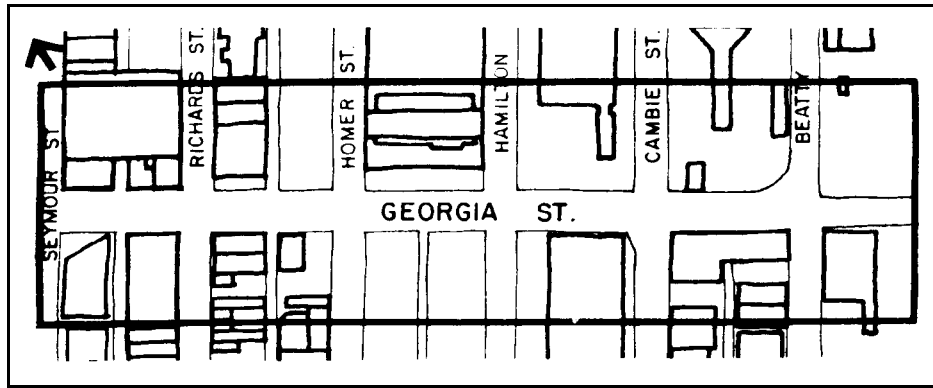 SEYMOUR ST
RICHARDS ST.
HOMER ST.
HAMILTON
CAMBIE ST.
BEATTY
GEORGIA ST.